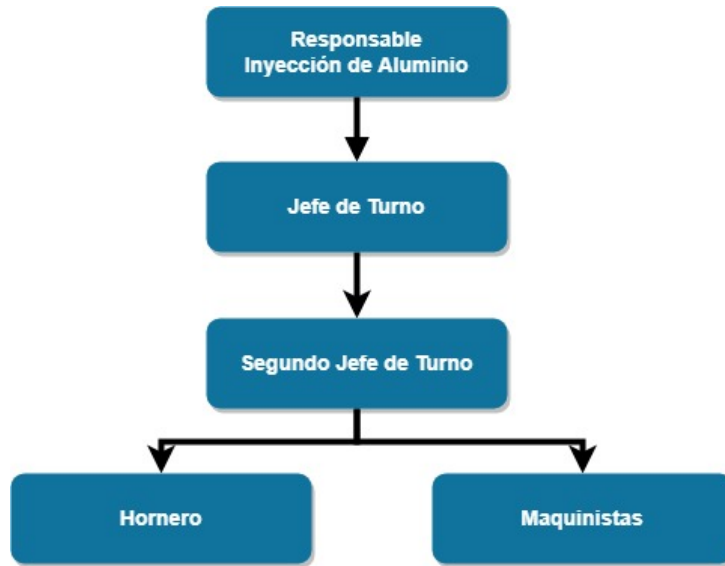 Responsable
Inyección de Aluminio
Jefe de Turno
Segundo Jefe de Turno
Hornero
Maquinistas